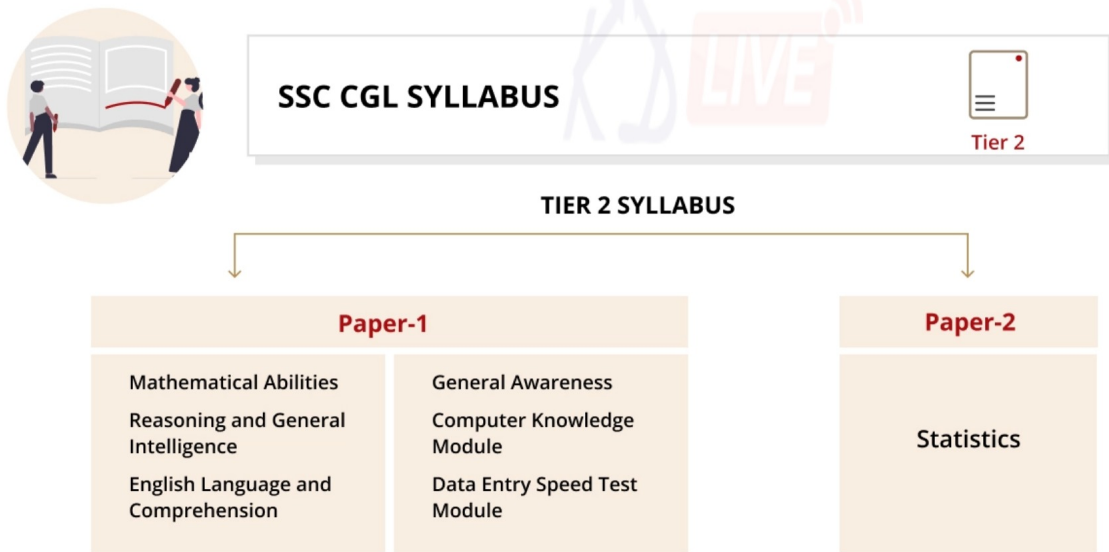 LIVE
SSC CGL SYLLABUS
Tier 2
TIER 2 SYLLABUS
Paper-1
Mathematical Abilities
Reasoning and General
Intelligence
English Language and
Comprehension
General Awareness
Computer Knowledge
Module
Data Entry Speed Test
Module
Paper-2
Statistics